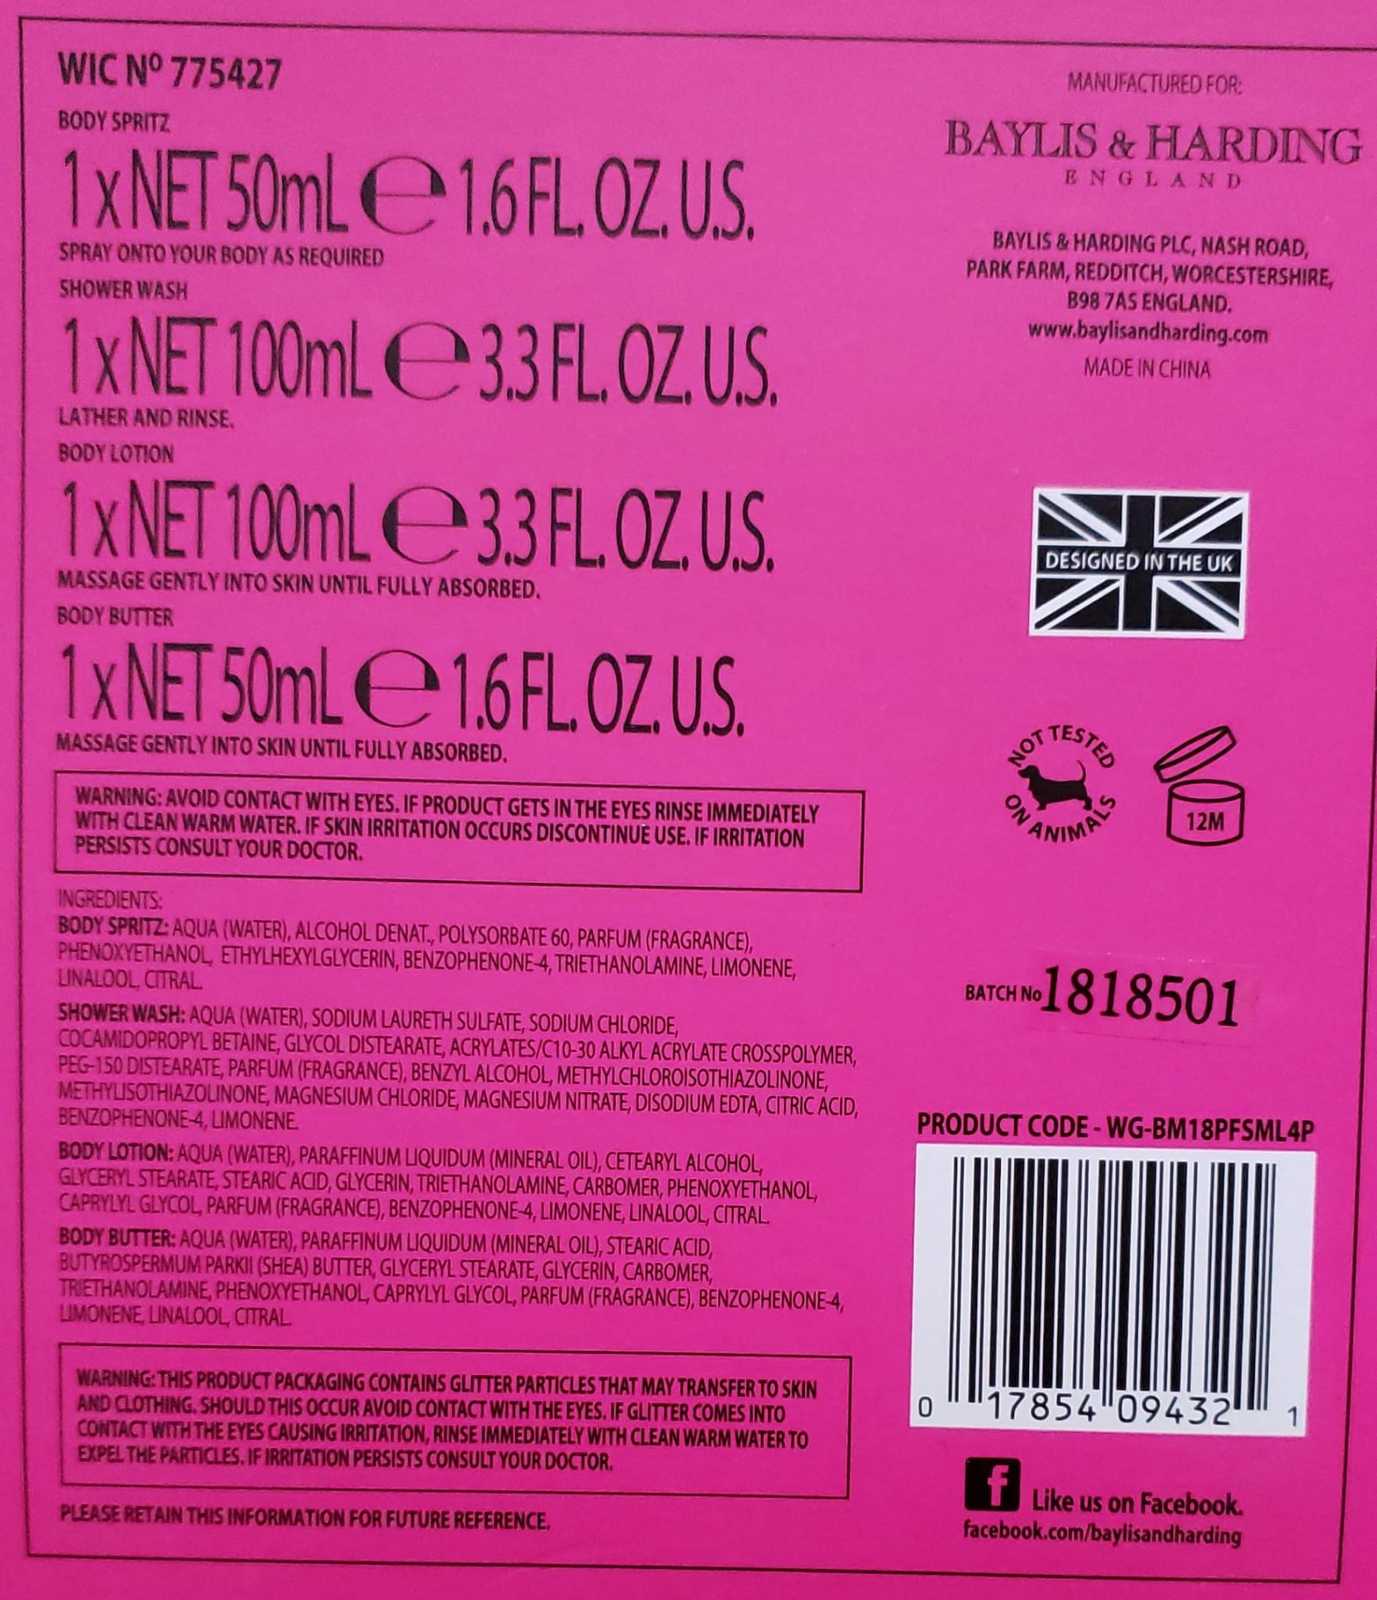 WIC Nº 775427
BODY SPRITZ
1 x NET 50mL e 1.6 FL. OZ. U.S.
SPRAY ONTO YOUR BODY AS REQUIRED
SHOWER WASH
1 x NET 100mL e 3.3 FL. OZ. U.S.
LATHER AND RINSE.
BODY LOTION
1 x NET 100mL e 3.3 FL. OZ. U.S.
MASSAGE GENTLY INTO SKIN UNTIL FULLY ABSORBED.
BODY BUTTER
1 x NET 50mL e 1.6 FL. OZ. U.S.
MASSAGE GENTLY INTO SKIN UNTIL FULLY ABSORBED.
WARNING: AVOID CONTACT WITH EYES. IF PRODUCT GETS IN THE EYES RINSE IMMEDIATELY
WITH CLEAN WARM WATER. IF SKIN IRRITATION OCCURS DISCONTINUE USE. IF IRRITATION
PERSISTS CONSULT YOUR DOCTOR.
INGREDIENTS:
BODY SPRITZ: AQUA (WATER), ALCOHOL DENAT., POLYSORBATE 60, PARFUM (FRAGRANCE),
PHENOXYETHANOL, ETHYLHEXYLGLYCERIN, BENZOPHENONE-4, TRIETHANOLAMINE, LIMONENE,
LINALOOL, CITRAL.
SHOWER WASH: AQUA (WATER), SODIUM LAURETH SULFATE, SODIUM CHLORIDE,
COCAMIDOPROPYL BETAINE, GLYCOL DISTEARATE, ACRYLATES/C10-30 ALKYL ACRYLATE CROSSPOLYMER,
PEG-150 DISTEARATE, PARFUM (FRAGRANCE), BENZYL ALCOHOL, METHYLCHLOROISOTHIAZOLINONE,
METHYLISOTHIAZOLINONE, MAGNESIUM CHLORIDE, MAGNESIUM NITRATE, DISODIUM EDTA, CITRIC ACID,
BENZOPHENONE-4, LIMONENE.
BODY LOTION: AQUA (WATER), PARAFFINUM LIQUIDUM (MINERAL OIL), CETEARYL ALCOHOL,
GLYCERYL STEARATE, STEARIC ACID, GLYCERIN, TRIETHANOLAMINE, CARBOMER, PHENOXYETHANOL,
CAPRYLYL GLYCOL, PARFUM (FRAGRANCE), BENZOPHENONE-4, LIMONENE, LINALOOL, CITRAL.
BODY BUTTER: AQUA (WATER), PARAFFINUM LIQUIDUM (MINERAL OIL), STEARIC ACID,
BUTYROSPERMUM PARKII (SHEA) BUTTER, GLYCERYL STEARATE, GLYCERIN, CARBOMER,
TRIETHANOLAMINE, PHENOXYETHANOL, CAPRYLYL GLYCOL, PARFUM (FRAGRANCE), BENZOPHENONE-4,
LIMONENE, LINALOOL, CITRAL.
WARNING: THIS PRODUCT PACKAGING CONTAINS GLITTER PARTICLES THAT MAY TRANSFER TO SKIN
AND CLOTHING. SHOULD THIS OCCUR AVOID CONTACT WITH THE EYES. IF GLITTER COMES INTO
CONTACT WITH THE EYES CAUSING IRRITATION, RINSE IMMEDIATELY WITH CLEAN WARM WATER TO
EXPEL THE PARTICLES. IF IRRITATION PERSISTS CONSULT YOUR DOCTOR.
PLEASE RETAIN THIS INFORMATION FOR FUTURE REFERENCE.
MANUFACTURED FOR:
BAYLIS & HARDING
ENGLAND
BAYLIS & HARDING PLC, NASH ROAD,
PARK FARM, REDDITCH, WORCESTERSHIRE,
B98 7AS ENGLAND.
www.baylisandharding.com
MADE IN CHINA
DESIGNED IN THE UK
NOT TESTED
ON ANIMALS
12M
BATCH No 1818501
PRODUCT CODE - WG-BM18PFSML4P
0 17854 09432 1
f Like us on Facebook.
facebook.com/baylisandharding